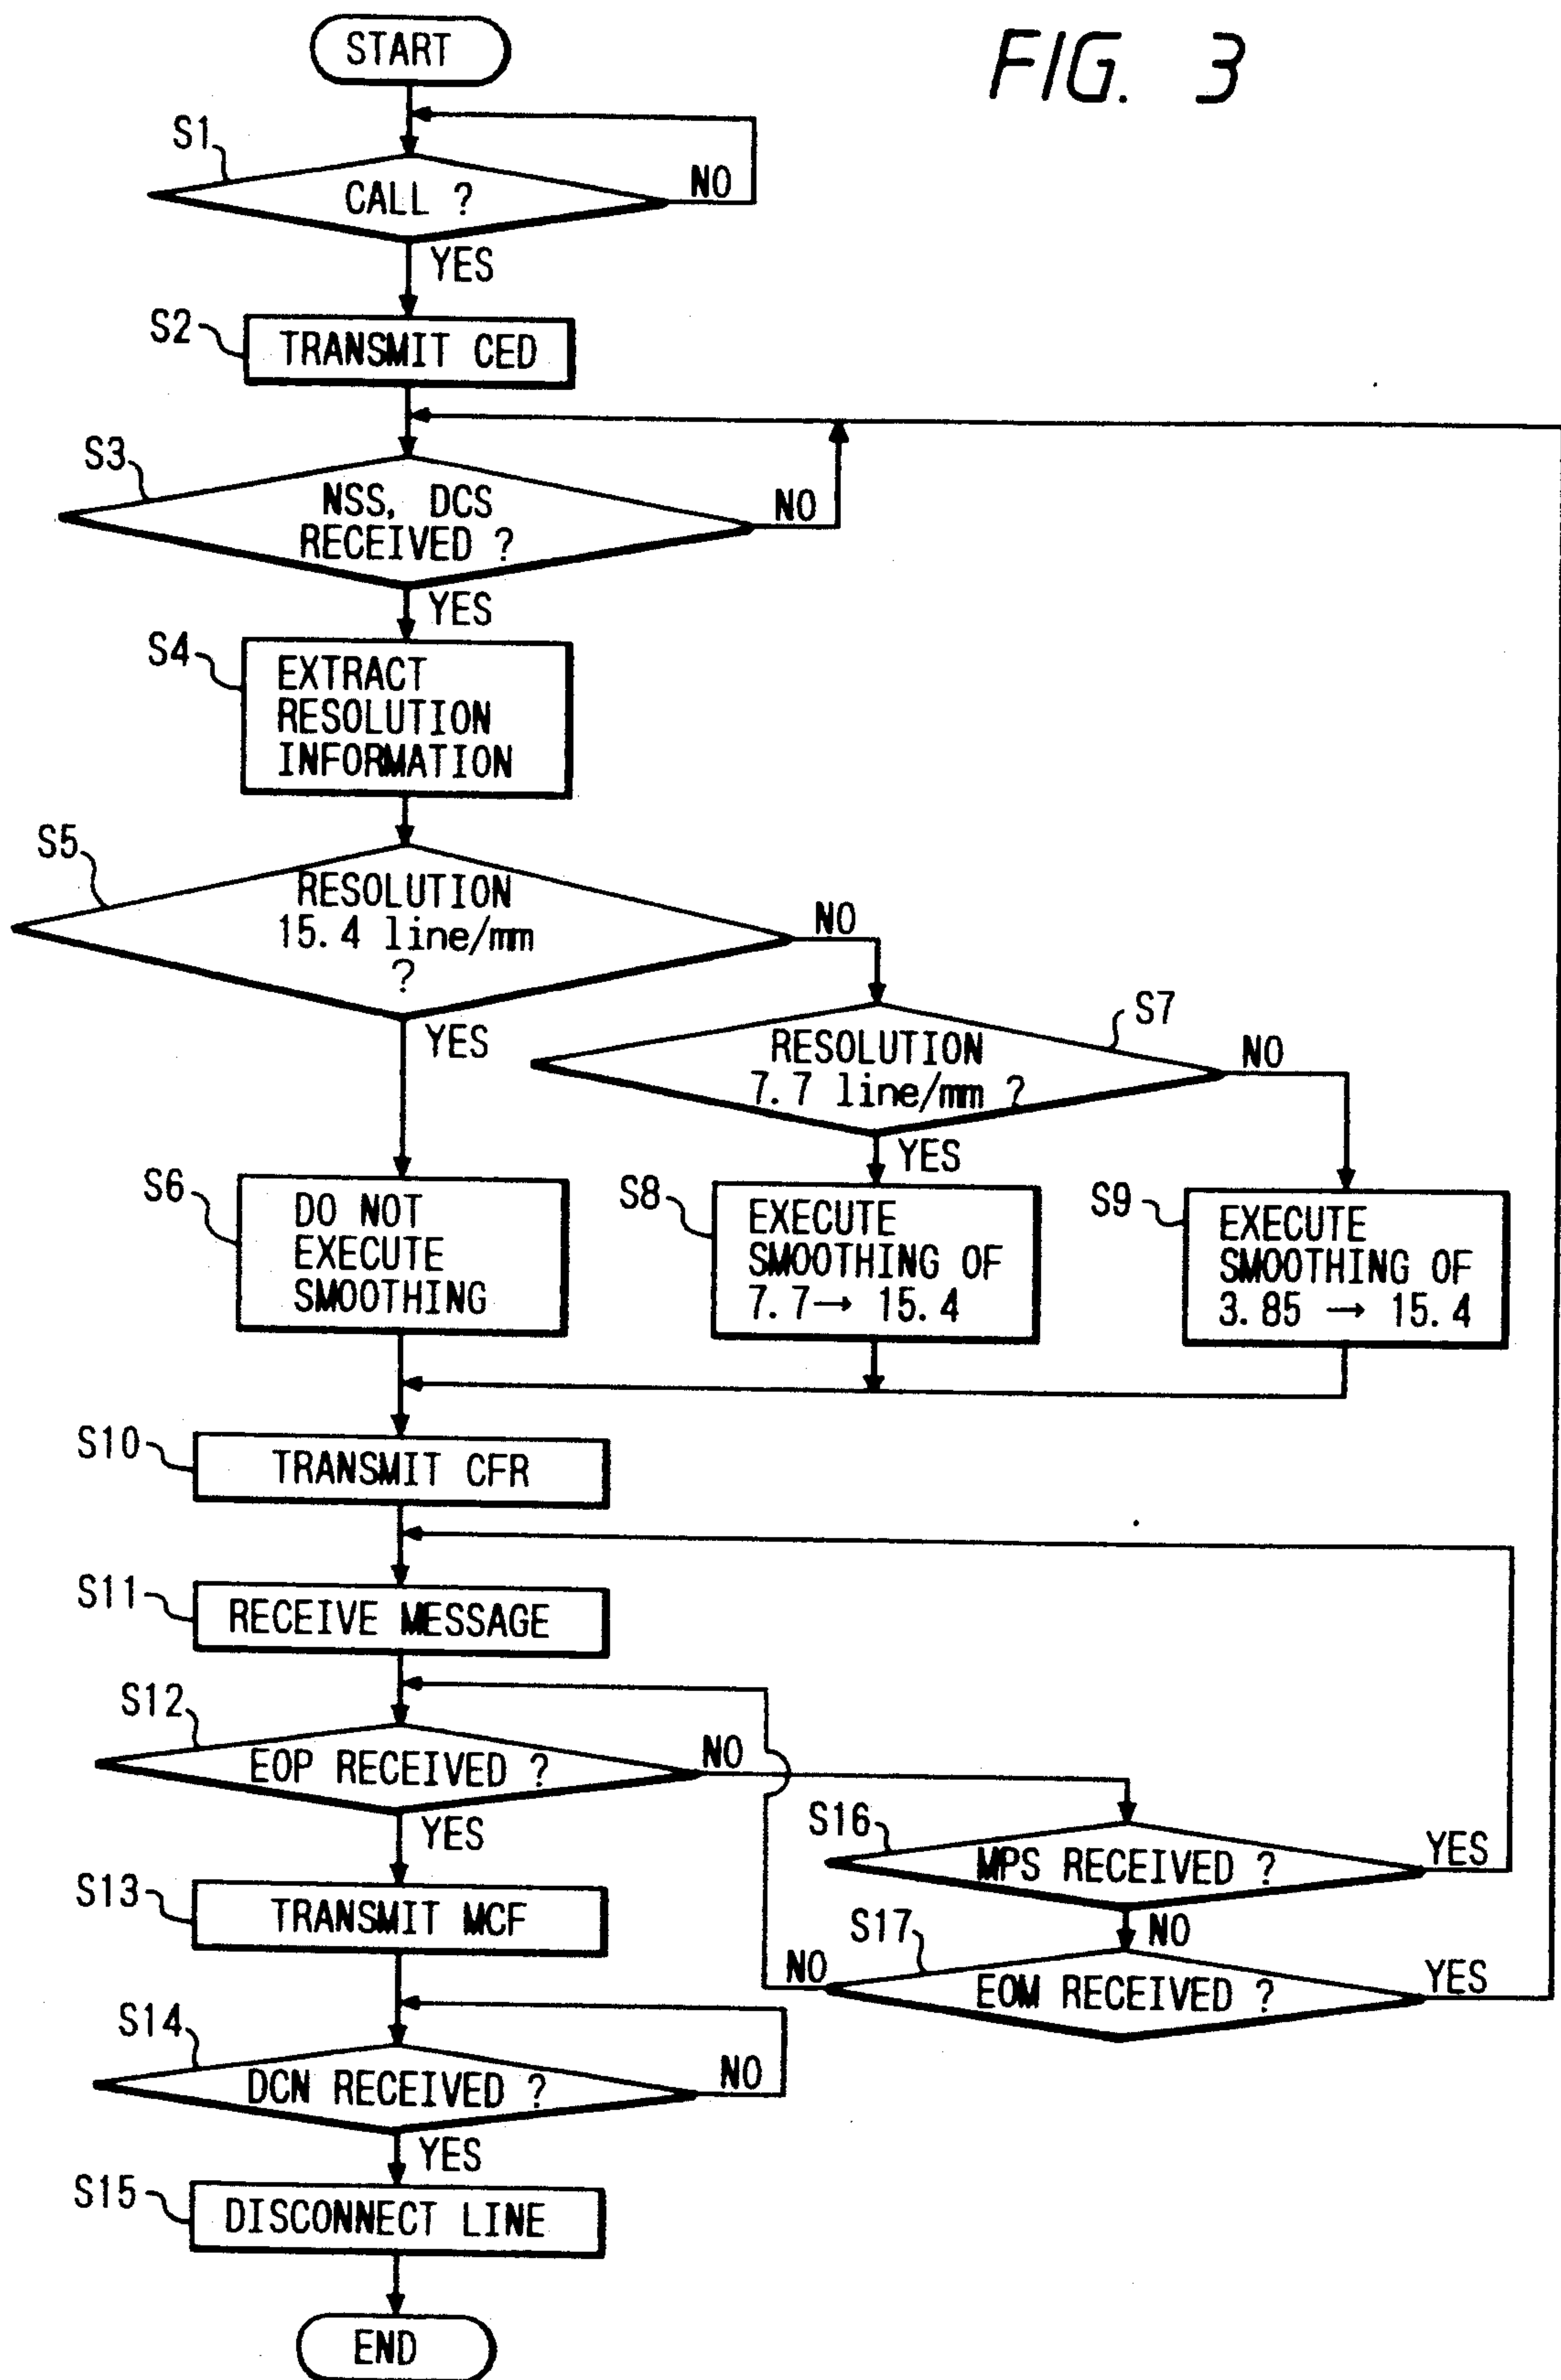 FIG. 3
START
S1
CALL ?
NO
YES
S2
TRANSMIT CED
S3
NSS, DCS
RECEIVED ?
NO
YES
S4
EXTRACT
RESOLUTION
INFORMATION
S5
RESOLUTION
15.4 line/mm
?
NO
YES
S7
RESOLUTION
7.7 line/mm ?
NO
YES
S6
DO NOT
EXECUTE
SMOOTHING
S8
EXECUTE
SMOOTHING OF
7.7→ 15.4
S9
EXECUTE
SMOOTHING OF
3.85 → 15.4
S10
TRANSMIT CFR
S11
RECEIVE MESSAGE
S12
EOP RECEIVED ?
NO
YES
S16
MPS RECEIVED ?
YES
NO
S13
TRANSMIT MCF
S17
EOM RECEIVED ?
NO
YES
S14
DCN RECEIVED ?
NO
YES
S15
DISCONNECT LINE
END